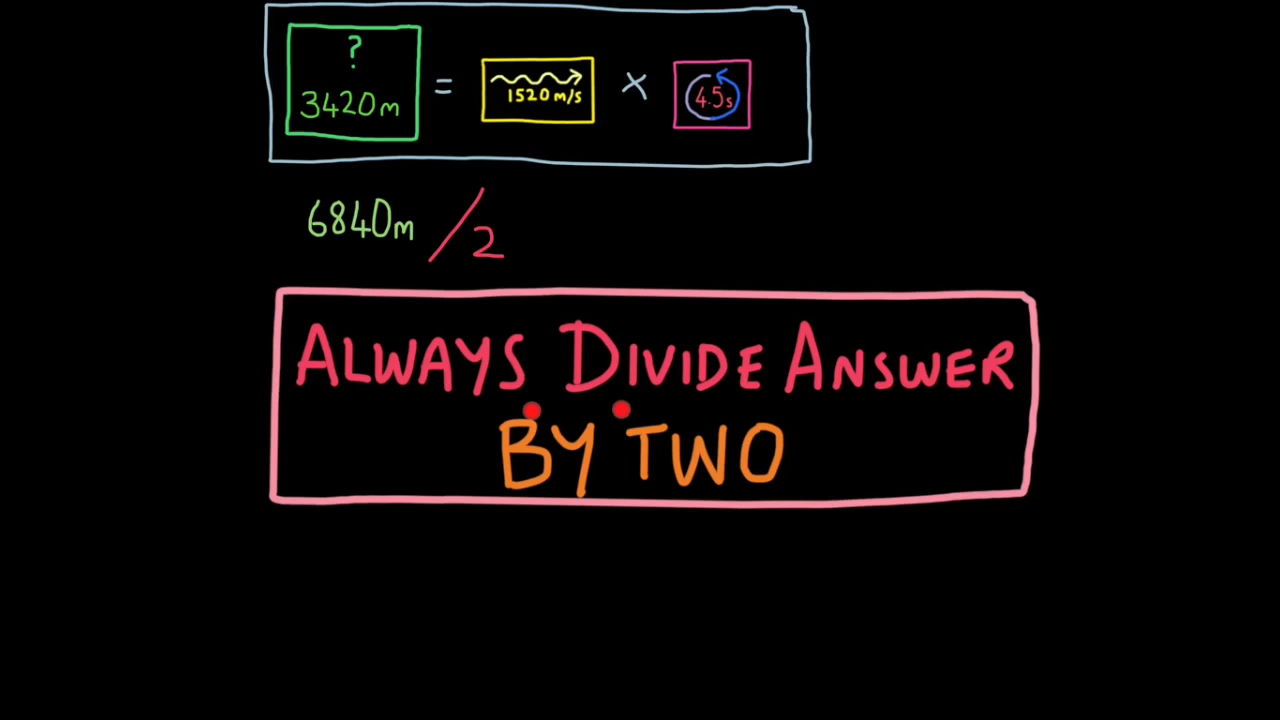 ?
3420m = 1520 m/s × 4.5s
6840m /2
ALWAYS DIVIDE ANSWER
BY TWO